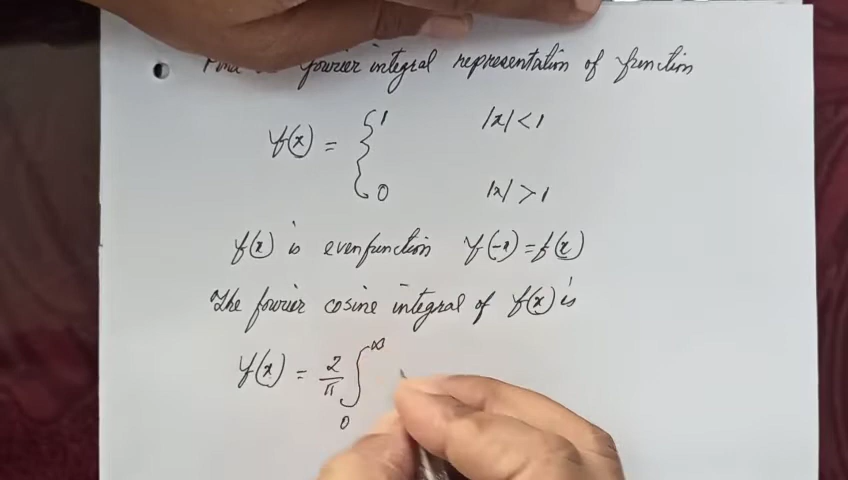 fourier integral representation of function
f(x) = { 1 |x| < 1
0 |x| > 1
f(x) is even function f(-x) = f(x)
The fourier cosine integral of f(x) is
f(x) = 2/π ∫ 0 ∞